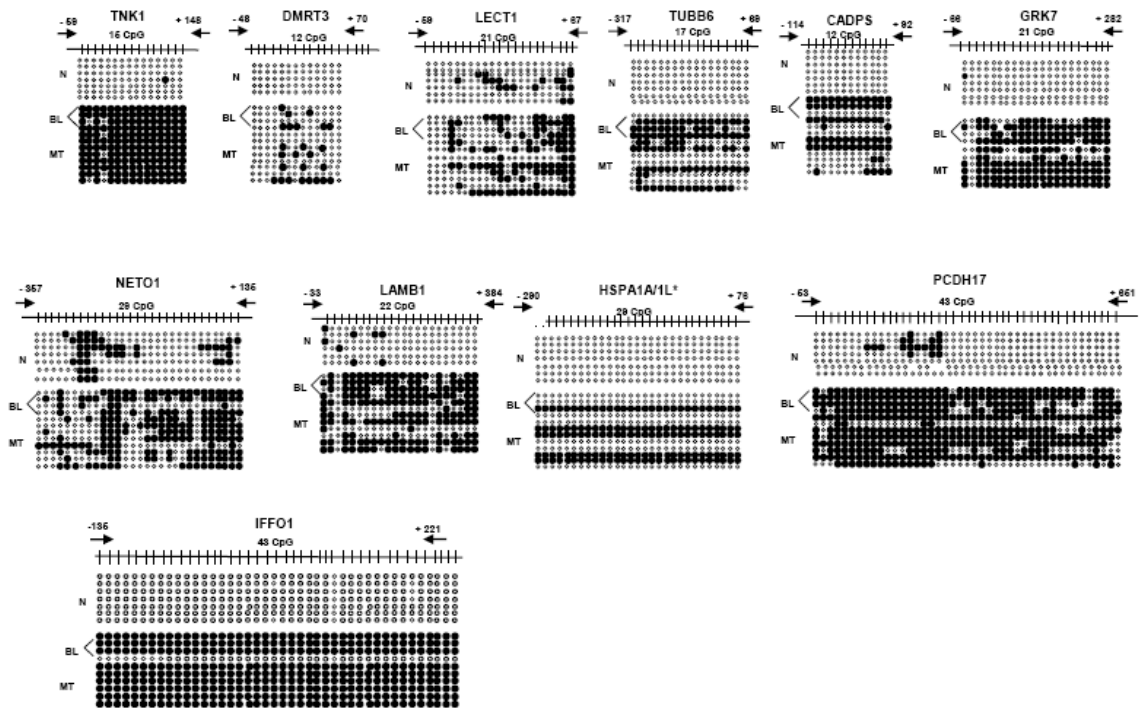 TNK1
- 59 + 148
15 CpG
N
BL
MT
DMRT3
- 48 + 70
12 CpG
N
BL
MT
LECT1
- 59 + 67
21 CpG
N
BL
MT
TUBB6
-317 + 69
17 CpG
N
BL
MT
CADPS
- 114 + 92
12 CpG
N
BL
MT
GRK7
- 66 + 282
21 CpG
N
BL
MT
NETO1
- 357 + 135
29 CpG
N
BL
MT
LAMB1
- 33 + 384
22 CpG
N
BL
MT
HSPA1A/1L*
- 290 + 76
29 CpG
N
BL
MT
PCDH17
- 53 + 661
43 CpG
N
BL
MT
IFFO1
-135 + 221
43 CpG
N
BL
MT